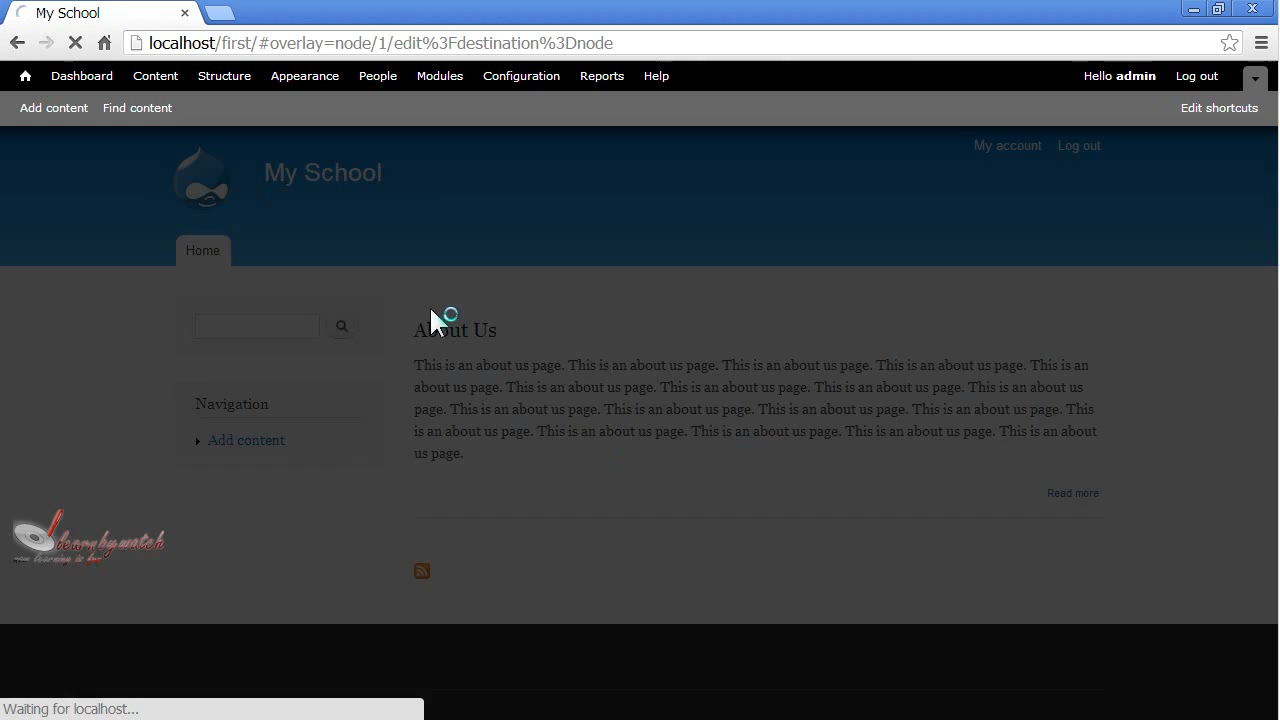 My School
localhost/first/#overlay=node/1/edit%3Fdestination%3Dnode
Dashboard Content Structure Appearance People Modules Configuration Reports Help Hello admin Log out
Add content Find content Edit shortcuts
My account Log out
My School
Home
About Us
This is an about us page. This is an about us page. This is an about us page. This is an about us page. This is an
about us page. This is an about us page. This is an about us page. This is an about us page. This is an about us
page. This is an about us page. This is an about us page. This is an about us page. This is an about us page. This
is an about us page. This is an about us page. This is an about us page. This is an about us page. This is an about
us page.
Read more
Navigation
Add content
learnbywatch
Waiting for localhost...